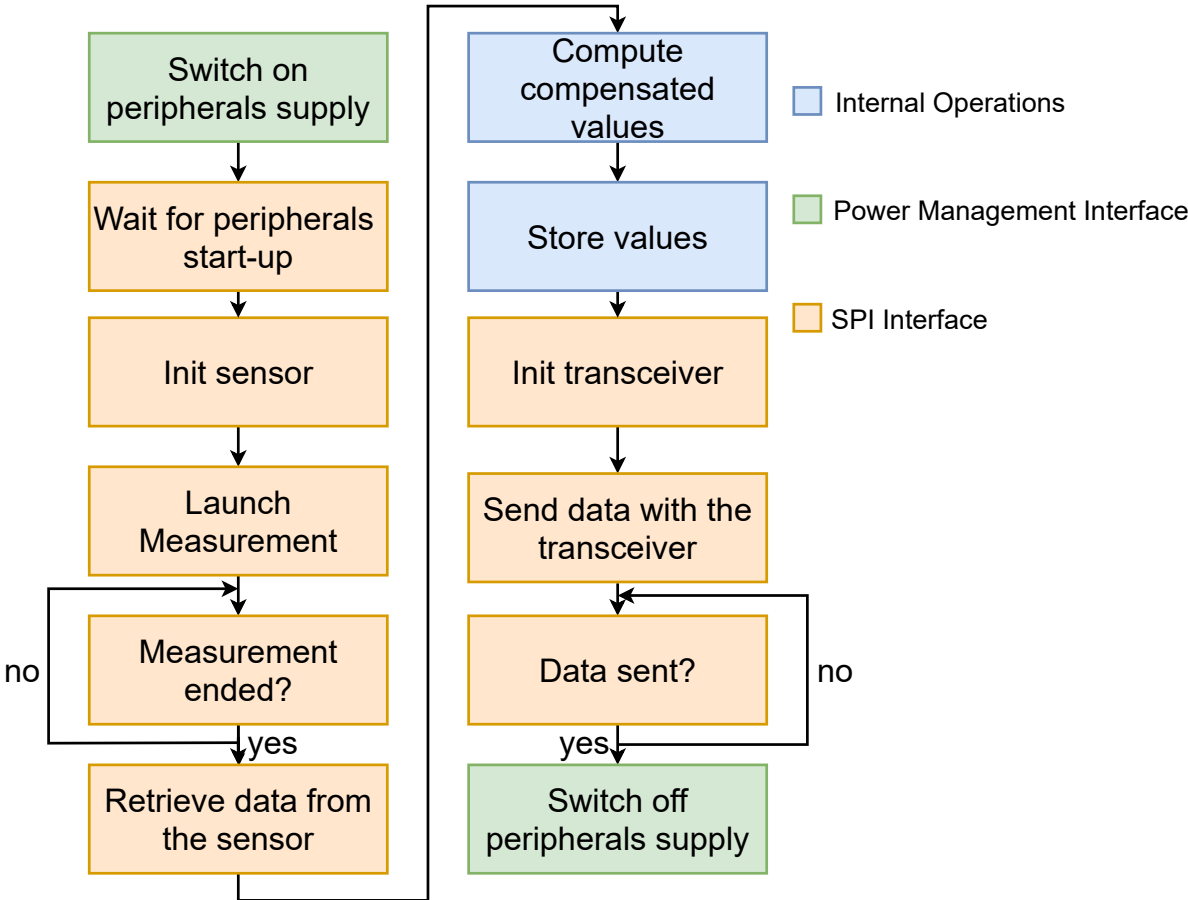 Switch on
peripherals supply
Wait for peripherals
start-up
Init sensor
Launch
Measurement
Measurement
ended?
no
yes
Retrieve data from
the sensor
Compute
compensated
values
Store values
Init transceiver
Send data with the
transceiver
Data sent?
no
yes
Switch off
peripherals supply
Internal Operations
Power Management Interface
SPI Interface